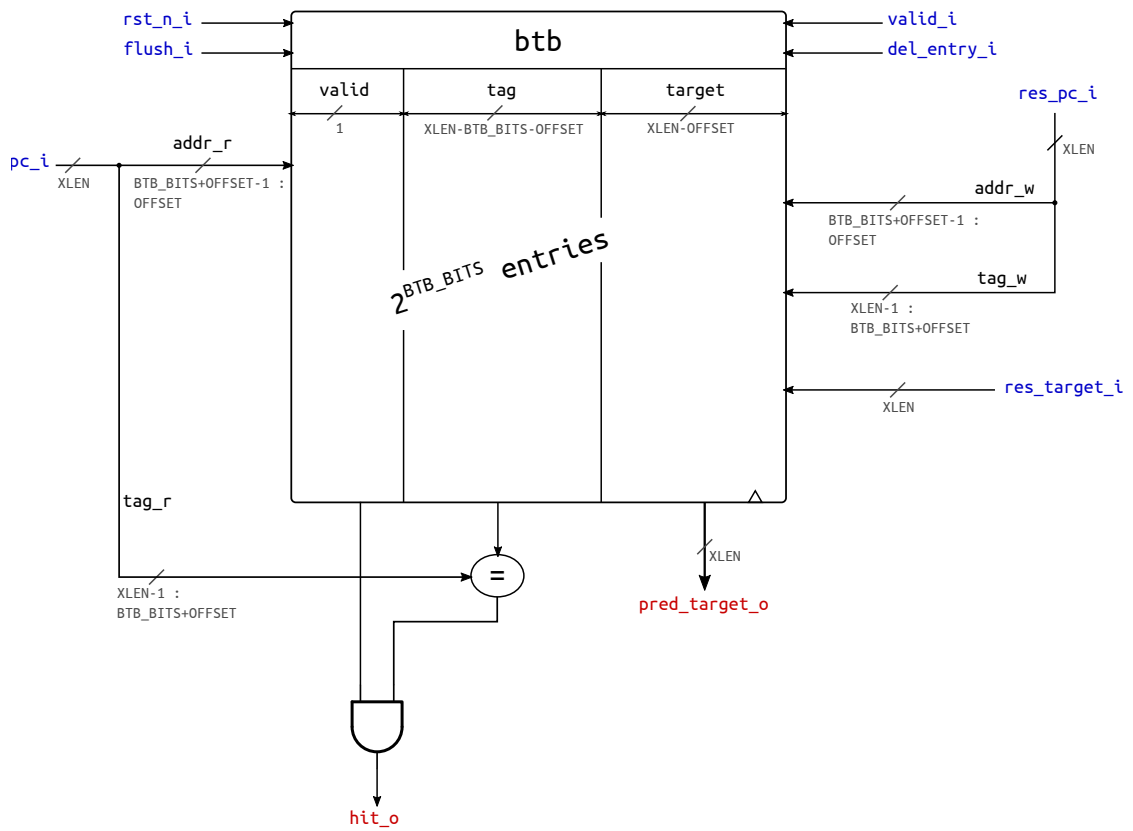 rst_n_i
flush_i
btb
valid_i
del_entry_i
valid
tag
target
1
XLEN-BTB_BITS-OFFSET
XLEN-OFFSET
res_pc_i
XLEN
pc_i
XLEN
addr_r
BTB_BITS+OFFSET-1 :
OFFSET
addr_w
BTB_BITS+OFFSET-1 :
OFFSET
2^BTB_BITS entries
tag_w
XLEN-1 :
BTB_BITS+OFFSET
res_target_i
XLEN
tag_r
XLEN-1 :
BTB_BITS+OFFSET
=
XLEN
pred_target_o
hit_o